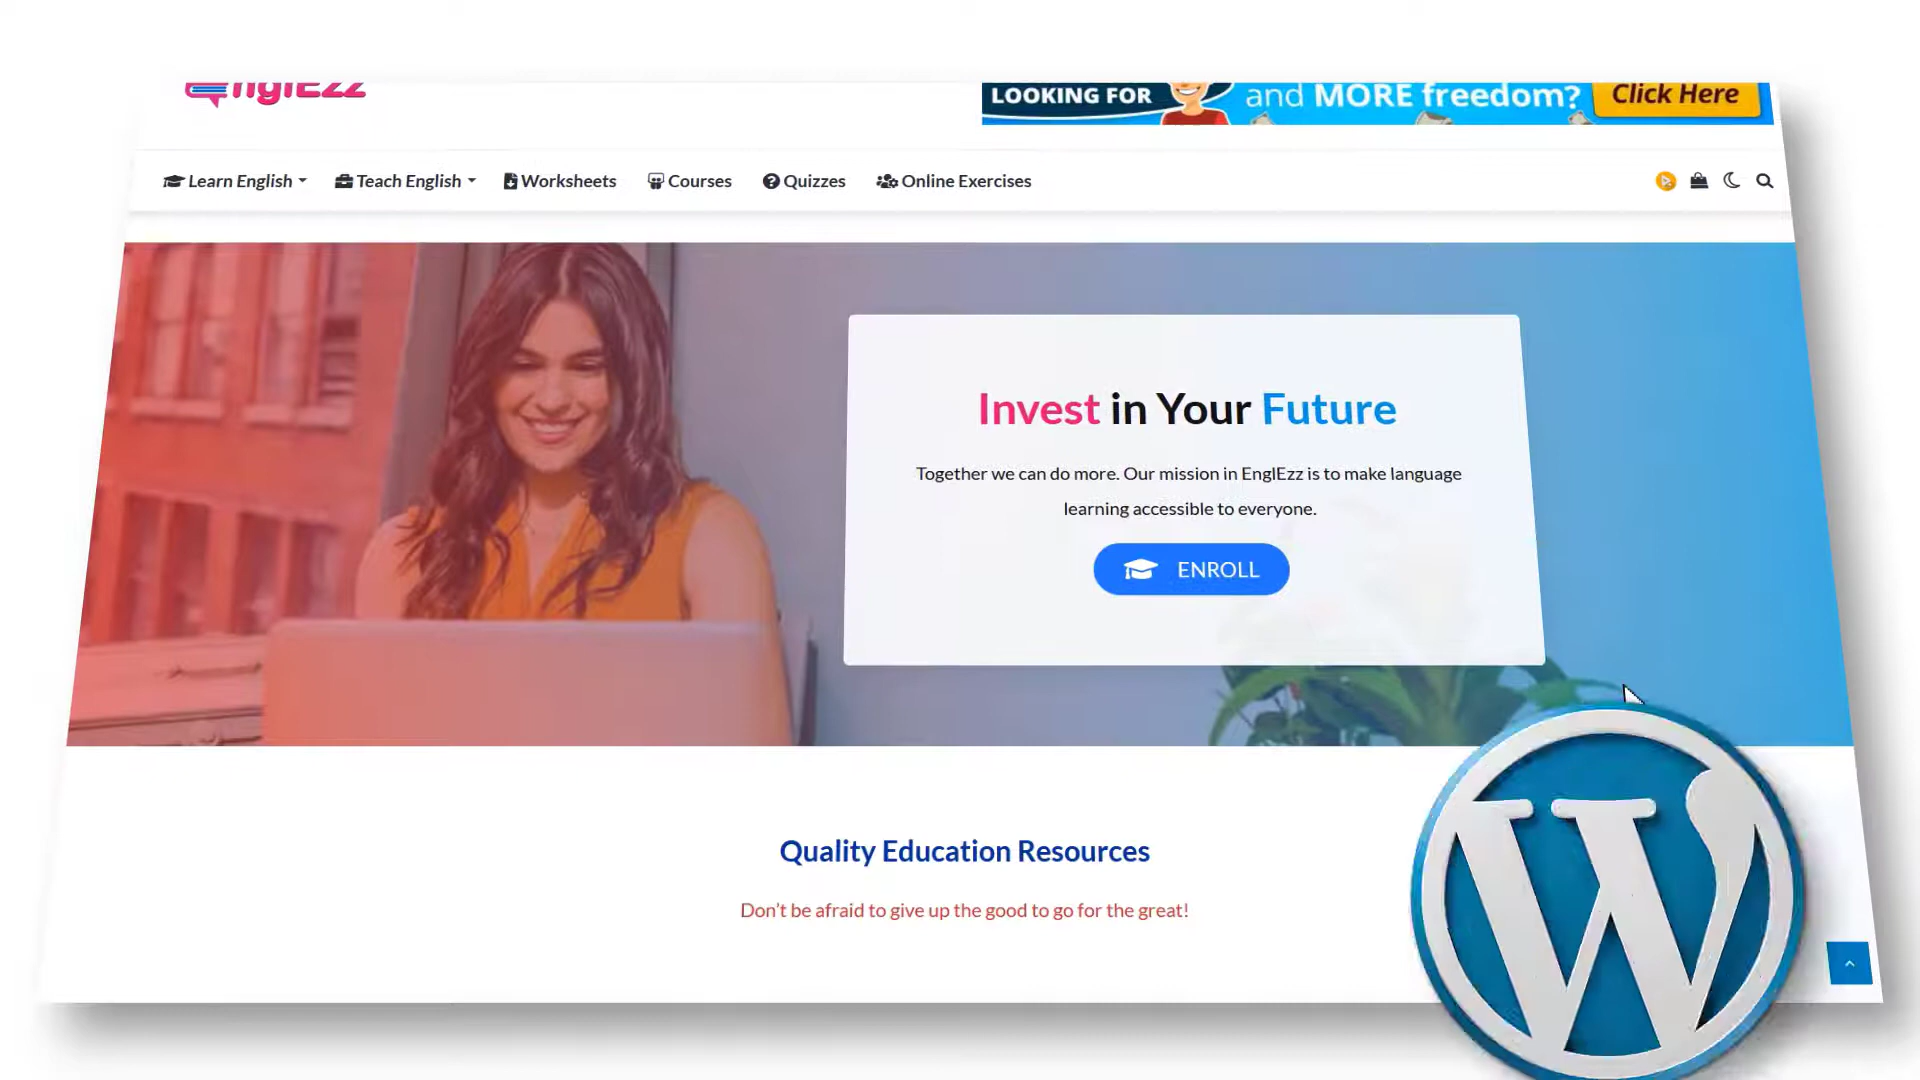 EnglEzz
LOOKING FOR and MORE freedom? Click Here
Learn English Teach English Worksheets Courses Quizzes Online Exercises
Invest in Your Future
Together we can do more. Our mission in EnglEzz is to make language
learning accessible to everyone.
ENROLL
Quality Education Resources
Don't be afraid to give up the good to go for the great!
W